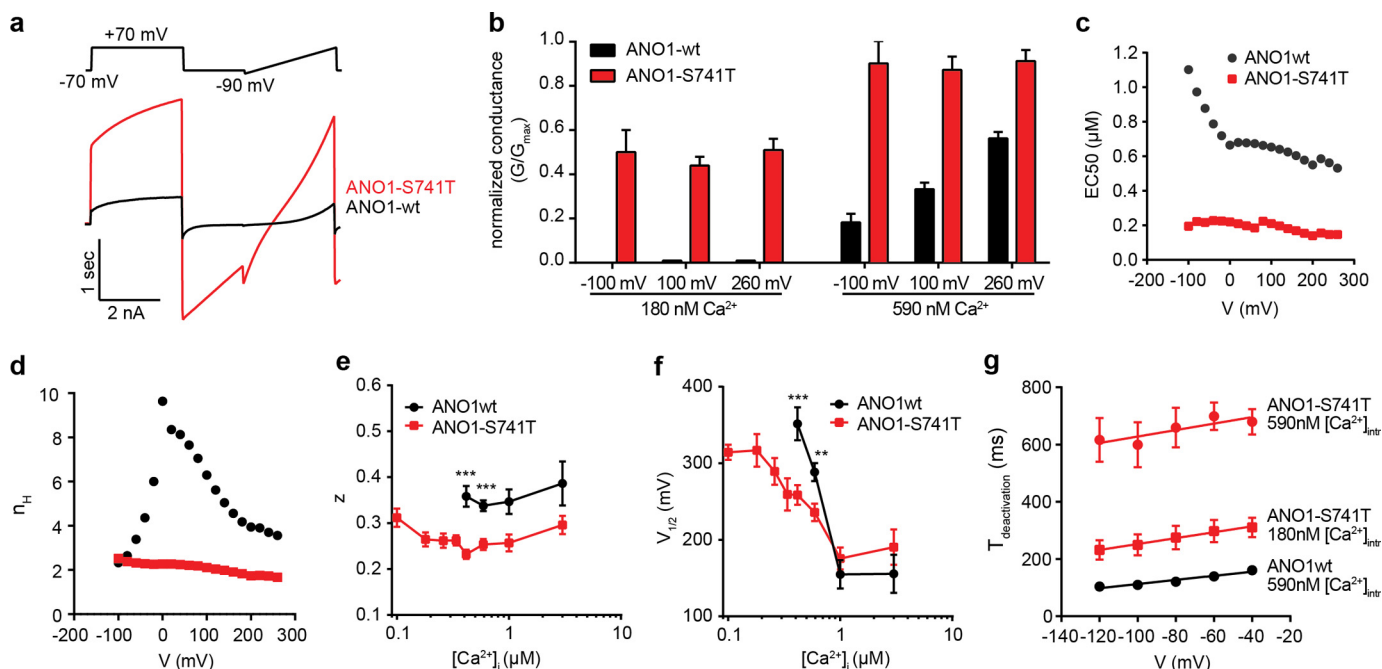 a
+70 mV
-70 mV
-90 mV
ANO1-S741T
ANO1-wt
1 sec
2 nA
b
normalized conductance
(G/Gmax)
1.0
0.8
0.6
0.4
0.2
0.0
ANO1-wt
ANO1-S741T
-100 mV 100 mV 260 mV -100 mV 100 mV 260 mV
180 nM Ca²⁺ 590 nM Ca²⁺
c
EC50 (µM)
1.2
1.0
0.8
0.6
0.4
0.2
0.0
ANO1wt
ANO1-S741T
-200 -100 0 100 200 300
V (mV)
d
nH
10
8
6
4
2
0
-200 -100 0 100 200 300
V (mV)
e
z
0.6
0.5
0.4
0.3
0.2
0.1
ANO1wt
ANO1-S741T
*** ***
0.1 1 10
[Ca²⁺]i (µM)
f
V1/2 (mV)
400
300
200
100
0
ANO1wt
ANO1-S741T
***
**
0.1 1 10
[Ca²⁺]i (µM)
g
Tdeactivation (ms)
800
600
400
200
0
ANO1-S741T
590nM [Ca²⁺]intr
ANO1-S741T
180nM [Ca²⁺]intr
ANO1wt
590nM [Ca²⁺]intr
-140 -120 -100 -80 -60 -40 -20
V (mV)